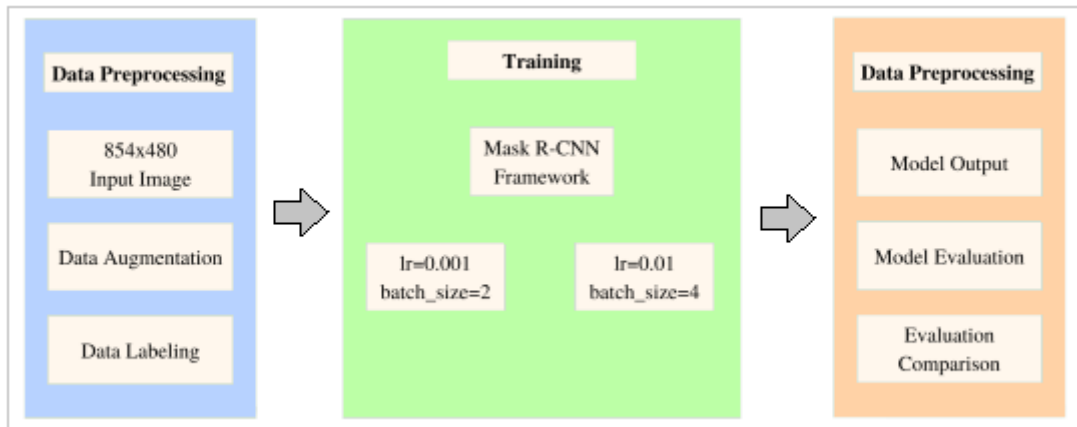 Data Preprocessing
854x480
Input Image
Data Augmentation
Data Labeling
Training
Mask R-CNN
Framework
lr=0.001
batch_size=2
lr=0.01
batch_size=4
Data Preprocessing
Model Output
Model Evaluation
Evaluation
Comparison